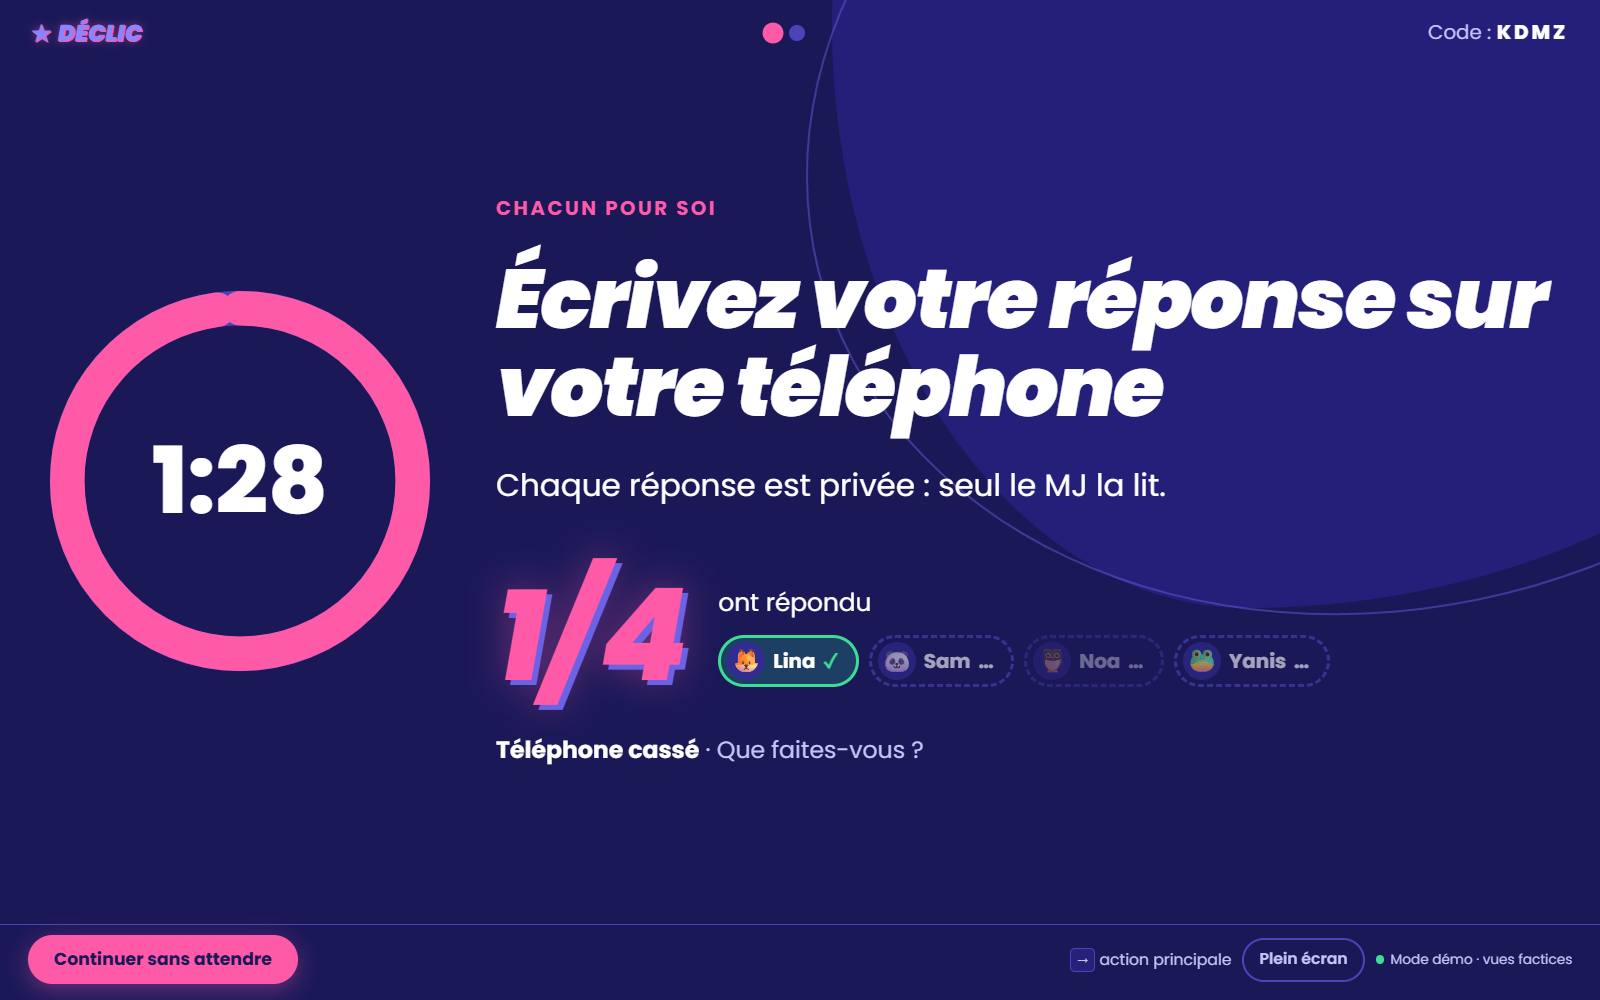 ★ DÉCLIC
Code : KDMZ
CHACUN POUR SOI
Écrivez votre réponse sur
votre téléphone
Chaque réponse est privée : seul le MJ la lit.
1:28
1/4
ont répondu
Lina ✓
Sam ...
Noa ...
Yanis ...
Téléphone cassé · Que faites-vous ?
Continuer sans attendre
→ action principale
Plein écran
Mode démo · vues factices